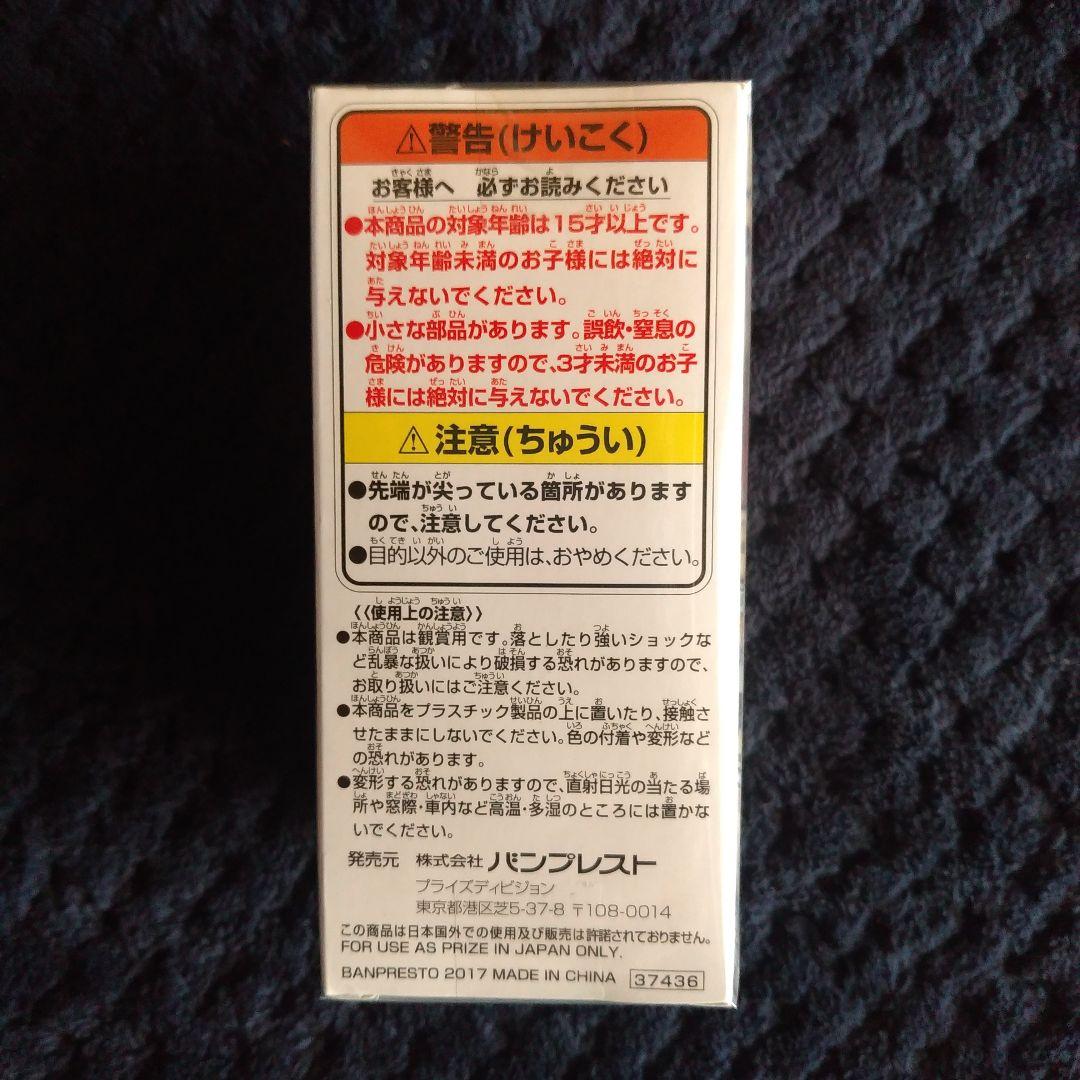 ⚠警告(けいこく)
お客様へ 必ずお読みください
●本商品の対象年齢は15才以上です。
対象年齢未満のお子様には絶対に
与えないでください。
●小さな部品があります。誤飲・窒息の
危険がありますので、3才未満のお子
様には絶対に与えないでください。
⚠注意(ちゅうい)
●先端が尖っている箇所があります
ので、注意してください。
●目的以外のご使用は、おやめください。
《使用上の注意》
●本商品は観賞用です。落としたり強いショックな
ど乱暴な扱いにより破損する恐れがありますので、
お取り扱いにはご注意ください。
●本商品をプラスチック製品の上に置いたり、接触さ
せたままにしないでください。色の付着や変形など
の恐れがあります。
●変形する恐れがありますので、直射日光の当たる場
所や窓際・車内など高温・多湿のところには置かな
いでください。
発売元 株式会社 バンプレスト
プライズディビジョン
東京都港区芝5-37-8 〒108-0014
この商品は日本国外での使用及び販売は許諾されておりません。
FOR USE AS PRIZE IN JAPAN ONLY.
BANPRESTO 2017 MADE IN CHINA 37436